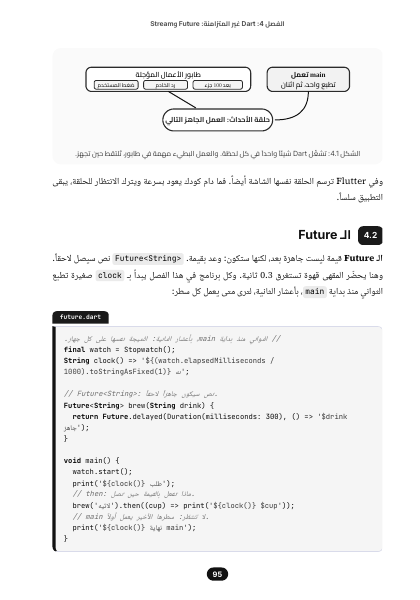 الفصل 4: Dart غير المتزامنة: Future وStream
طابور الأعمال المؤجلة
ضغط المستخدم
رد الخادم
بعد 100 جزء
main تعمل
تطبع واحد، ثم اثنان
حلقة الأحداث: العمل الجاهز التالي
الشكل 4.1: تشغّل Dart شيئاً واحداً في كل لحظة، والعمل البطيء مهمة في طابور، تُلتقط حين تجهز.
وفي Flutter ترسم الحلقة نفسها الشاشة أيضاً. فما دام كودك يعود بسرعة ويترك الانتظار للحلقة، يبقى
التطبيق سلساً.
4.2 الـ Future
الـ Future قيمة ليست جاهزة بعد، لكنها ستكون: وعد بقيمة. Future<String> نص سيصل لاحقاً.
وهنا يحضّر المقهى قهوة تستغرق 0.3 ثانية. وكل برنامج في هذا الفصل يبدأ بـ clock صغيرة تطبع
الثواني منذ بداية main، بأعشار الثانية، لترى متى يعمل كل سطر:
future.dart
// الثواني منذ بداية main، بأعشار الثانية: النتيجة نفسها على كل جهاز.
final watch = Stopwatch();
String clock() => '${(watch.elapsedMilliseconds /
1000).toStringAsFixed(1)} ث';
// Future<String>: نص سيكون جاهزاً لاحقاً.
Future<String> brew(String drink) {
return Future.delayed(Duration(milliseconds: 300), () => '$drink
جاهز');
}
void main() {
watch.start();
print('${clock()} طلب');
// then: ماذا تفعل بالقيمة حين تصل.
brew('لاتيه').then((cup) => print('${clock()} $cup'));
// main لا تنتظر: سطرها الأخير يعمل أولاً.
print('${clock()} نهاية main');
}
95